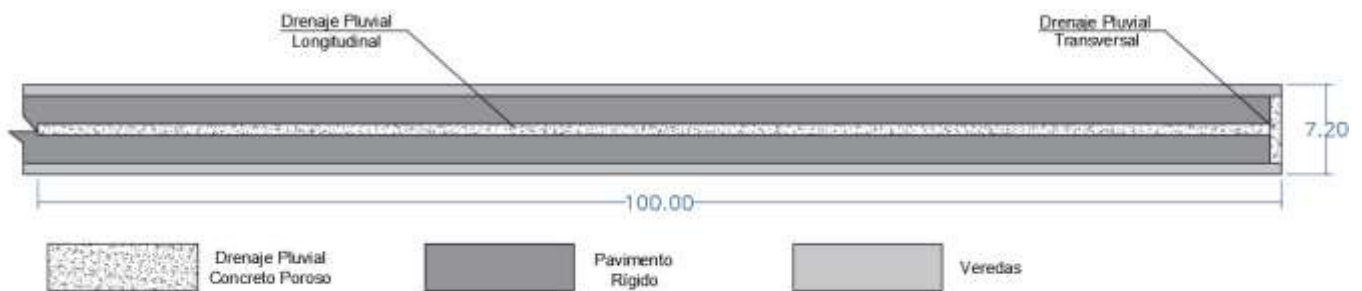 Drenaje Pluvial
Longitudinal
Drenaje Pluvial
Transversal
7.20
100.00
Drenaje Pluvial
Concreto Poroso
Pavimento
Rígido
Veredas